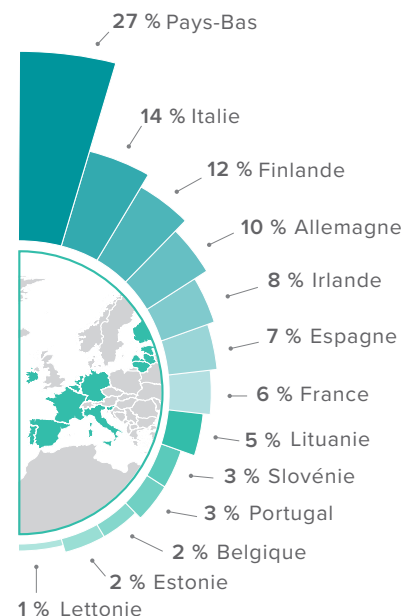 27 % Pays-Bas
14 % Italie
12 % Finlande
10 % Allemagne
8 % Irlande
7 % Espagne
6 % France
5 % Lituanie
3 % Slovénie
3 % Portugal
2 % Belgique
2 % Estonie
1 % Lettonie